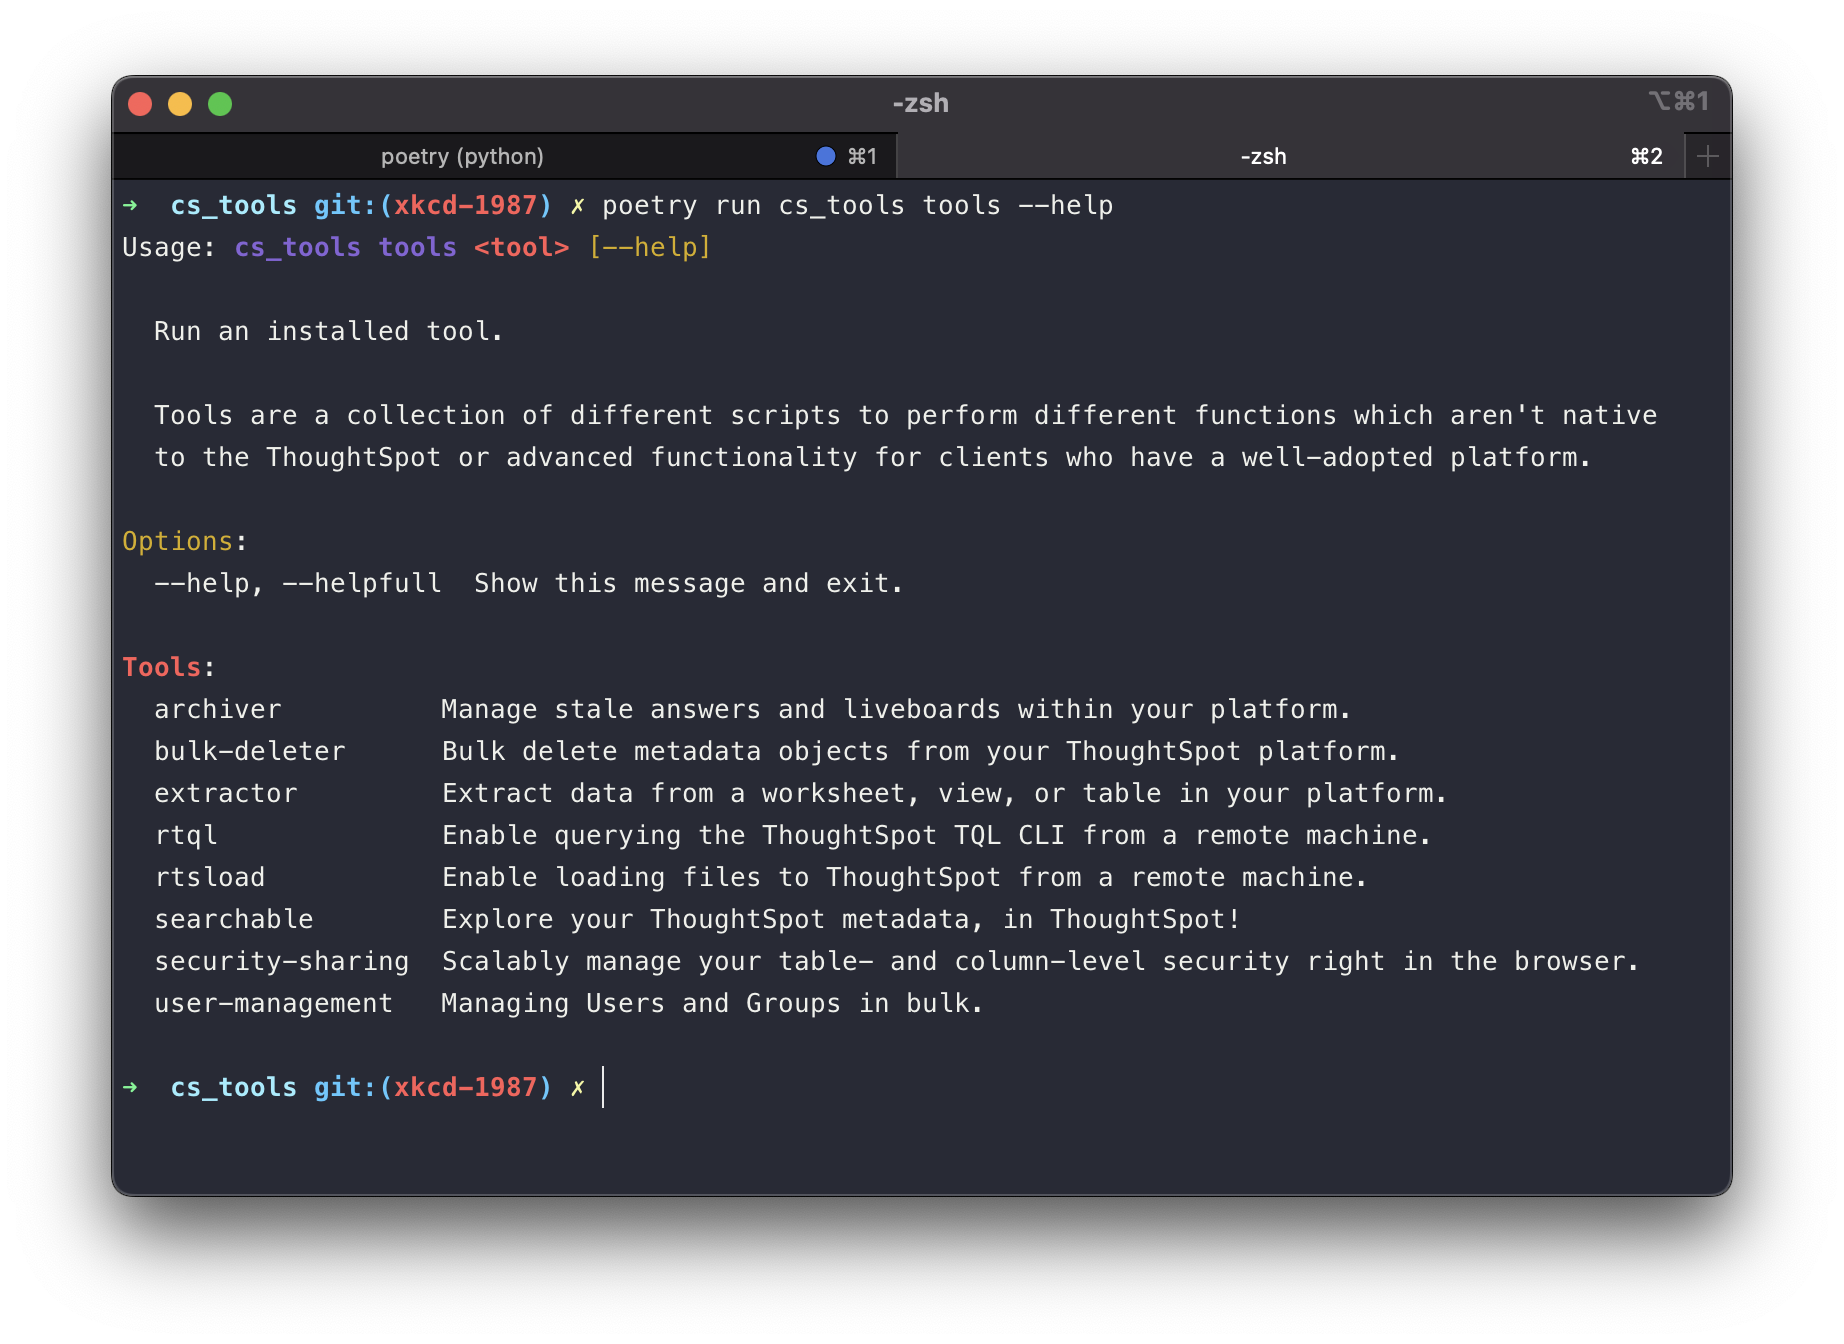 -zsh ⌥⌘1
poetry (python) ⌘1 -zsh ⌘2 +
➜ cs_tools git:(xkcd-1987) ✗ poetry run cs_tools tools --help
Usage: cs_tools tools <tool> [--help]
Run an installed tool.
Tools are a collection of different scripts to perform different functions which aren't native
to the ThoughtSpot or advanced functionality for clients who have a well-adopted platform.
Options:
--help, --helpfull Show this message and exit.
Tools:
archiver Manage stale answers and liveboards within your platform.
bulk-deleter Bulk delete metadata objects from your ThoughtSpot platform.
extractor Extract data from a worksheet, view, or table in your platform.
rtql Enable querying the ThoughtSpot TQL CLI from a remote machine.
rtsload Enable loading files to ThoughtSpot from a remote machine.
searchable Explore your ThoughtSpot metadata, in ThoughtSpot!
security-sharing Scalably manage your table- and column-level security right in the browser.
user-management Managing Users and Groups in bulk.
➜ cs_tools git:(xkcd-1987) ✗